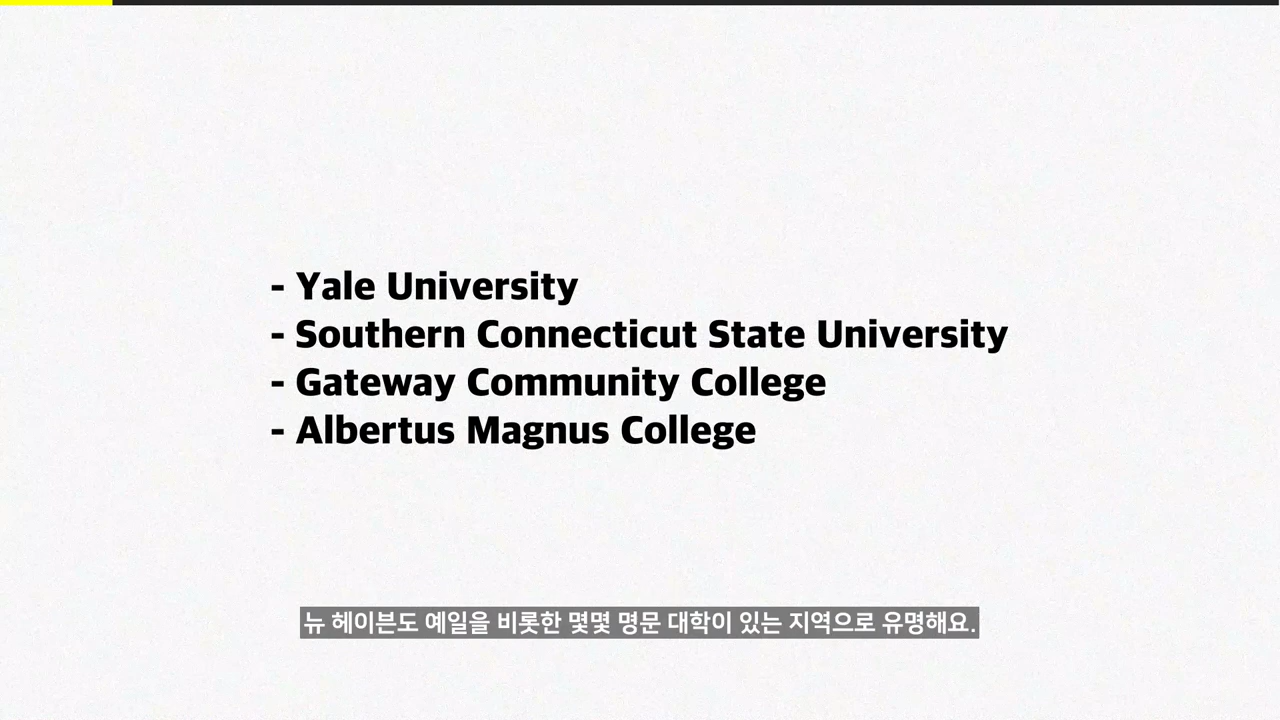 - Yale University
- Southern Connecticut State University
- Gateway Community College
- Albertus Magnus College
뉴 헤이븐도 예일을 비롯한 몇몇 명문 대학이 있는 지역으로 유명해요.